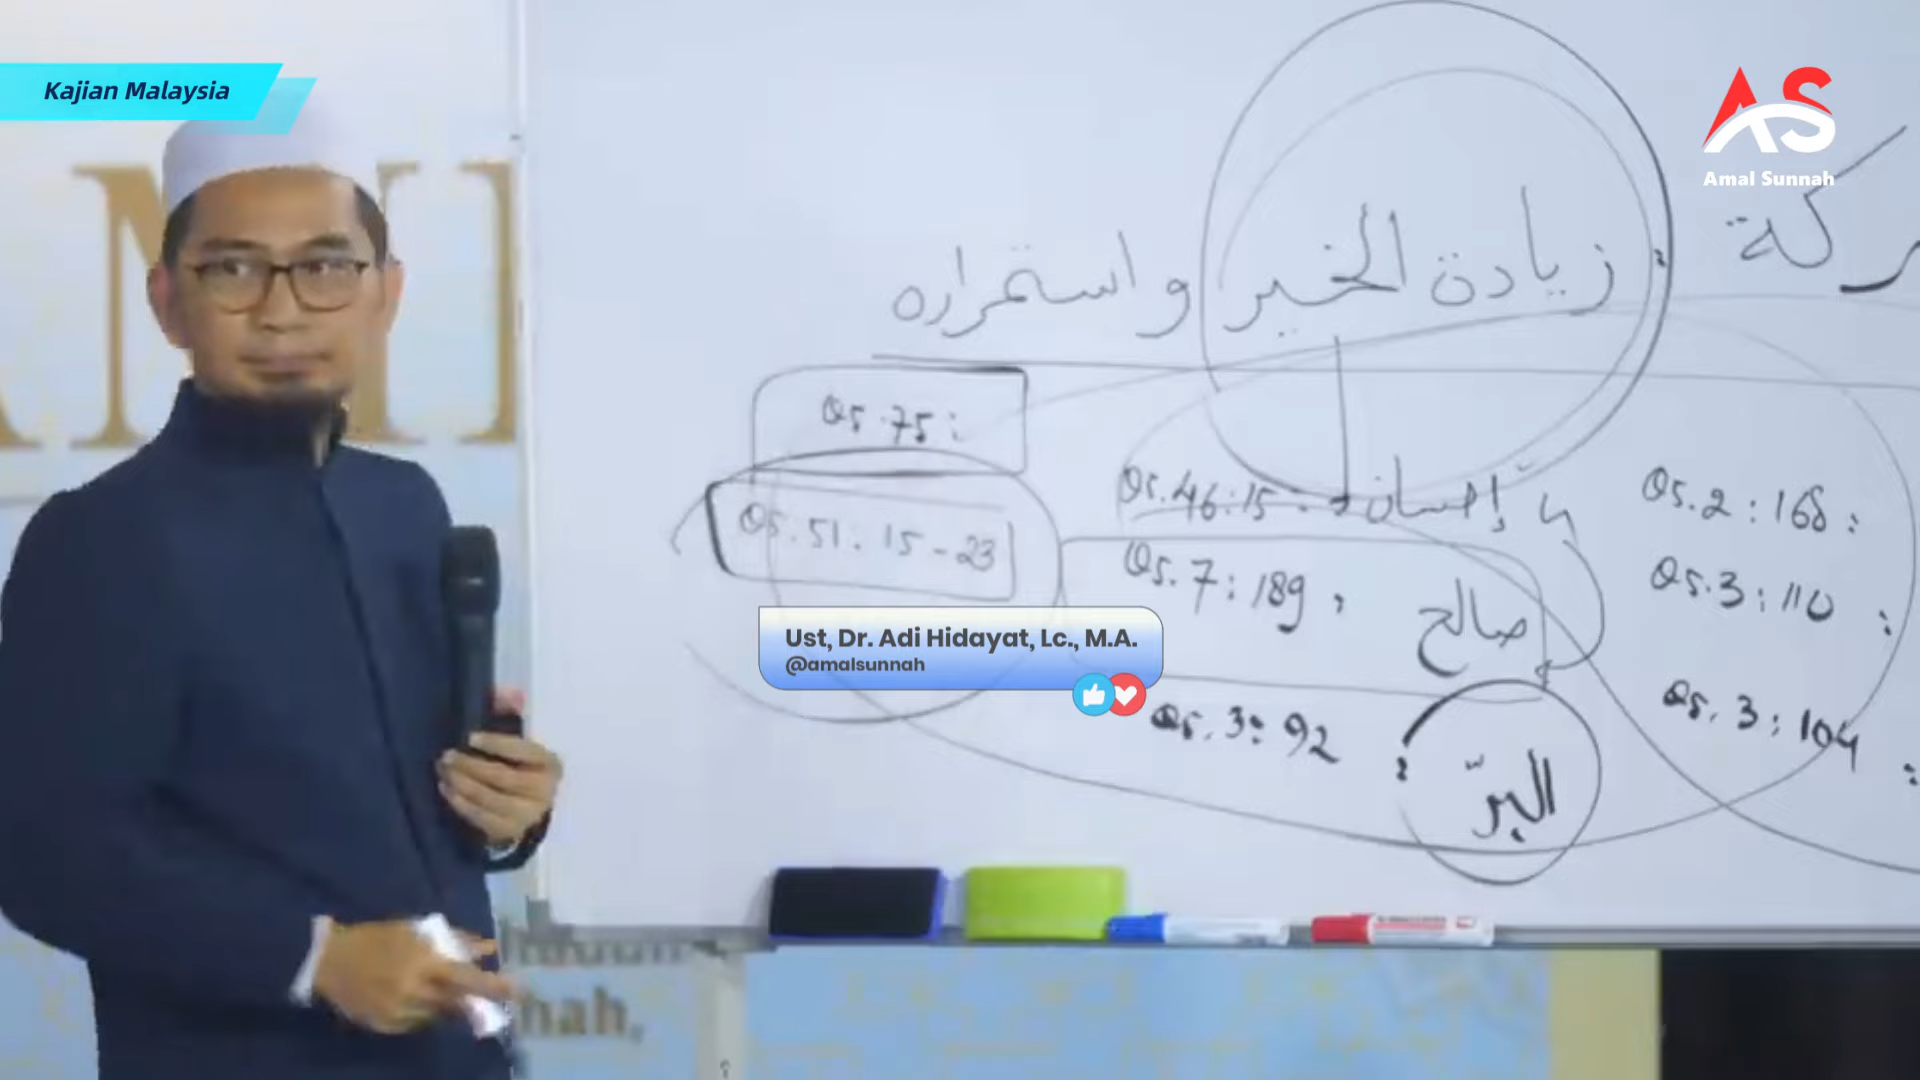 Kajian Malaysia
AS
Amal Sunnah
زيادة الخير واستمراره
Qs. 75:
Qs. 51: 15-23
Qs. 46:15: إحسان
Qs. 2: 168:
Qs. 7: 189, صالح
Qs. 3: 110:
Qs. 3: 92 : البرّ
Qs. 3: 104:
Ust, Dr. Adi Hidayat, Lc., M.A.
@amalsunnah
hah,